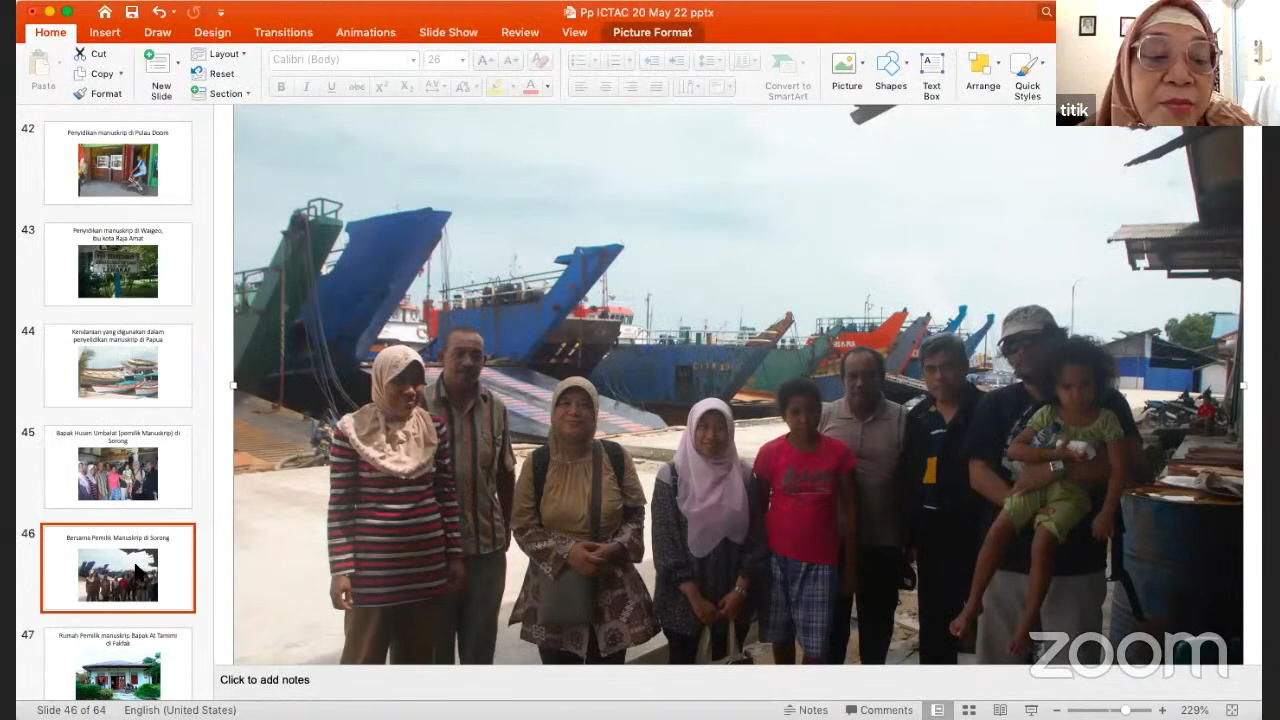 Pp ICTAC 20 May 22 pptx
Home Insert Draw Design Transitions Animations Slide Show Review View Picture Format
Paste
Cut
Copy
Format
New Slide
Layout
Reset
Section
Calibri (Body) 26
Convert to SmartArt
Picture
Shapes
Text Box
Arrange
Quick Styles
titik
42
Penyidikan manuskrip di Pulau Doom
43
Penyidikan manuskrip di Waigeo,
ibu kota Raja Amat
44
Kendaraan yang digunakan dalam
penyelidikan manuskrip di Papua
45
Bapak Husen Umbalat (pemilik Manuskrip) di
Sorong
46
Bersama Pemilik Manuskrip di Sorong
47
Rumah Pemilik manuskrip Bapak At Tamimi
di Fakfak
zoom
Click to add notes
Slide 46 of 64 English (United States) Notes Comments 229%